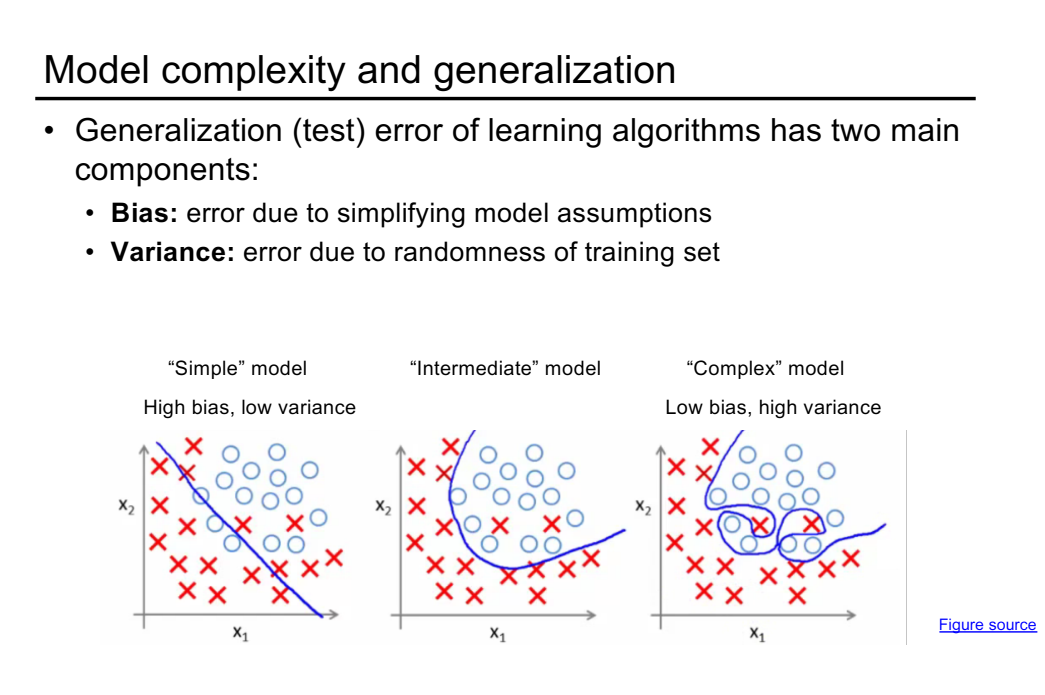 Model complexity and generalization
• Generalization (test) error of learning algorithms has two main
components:
• Bias: error due to simplifying model assumptions
• Variance: error due to randomness of training set
“Simple” model
“Intermediate” model
“Complex” model
High bias, low variance
Low bias, high variance
x₂
x₂
x₂
x₁
x₁
x₁
Figure source